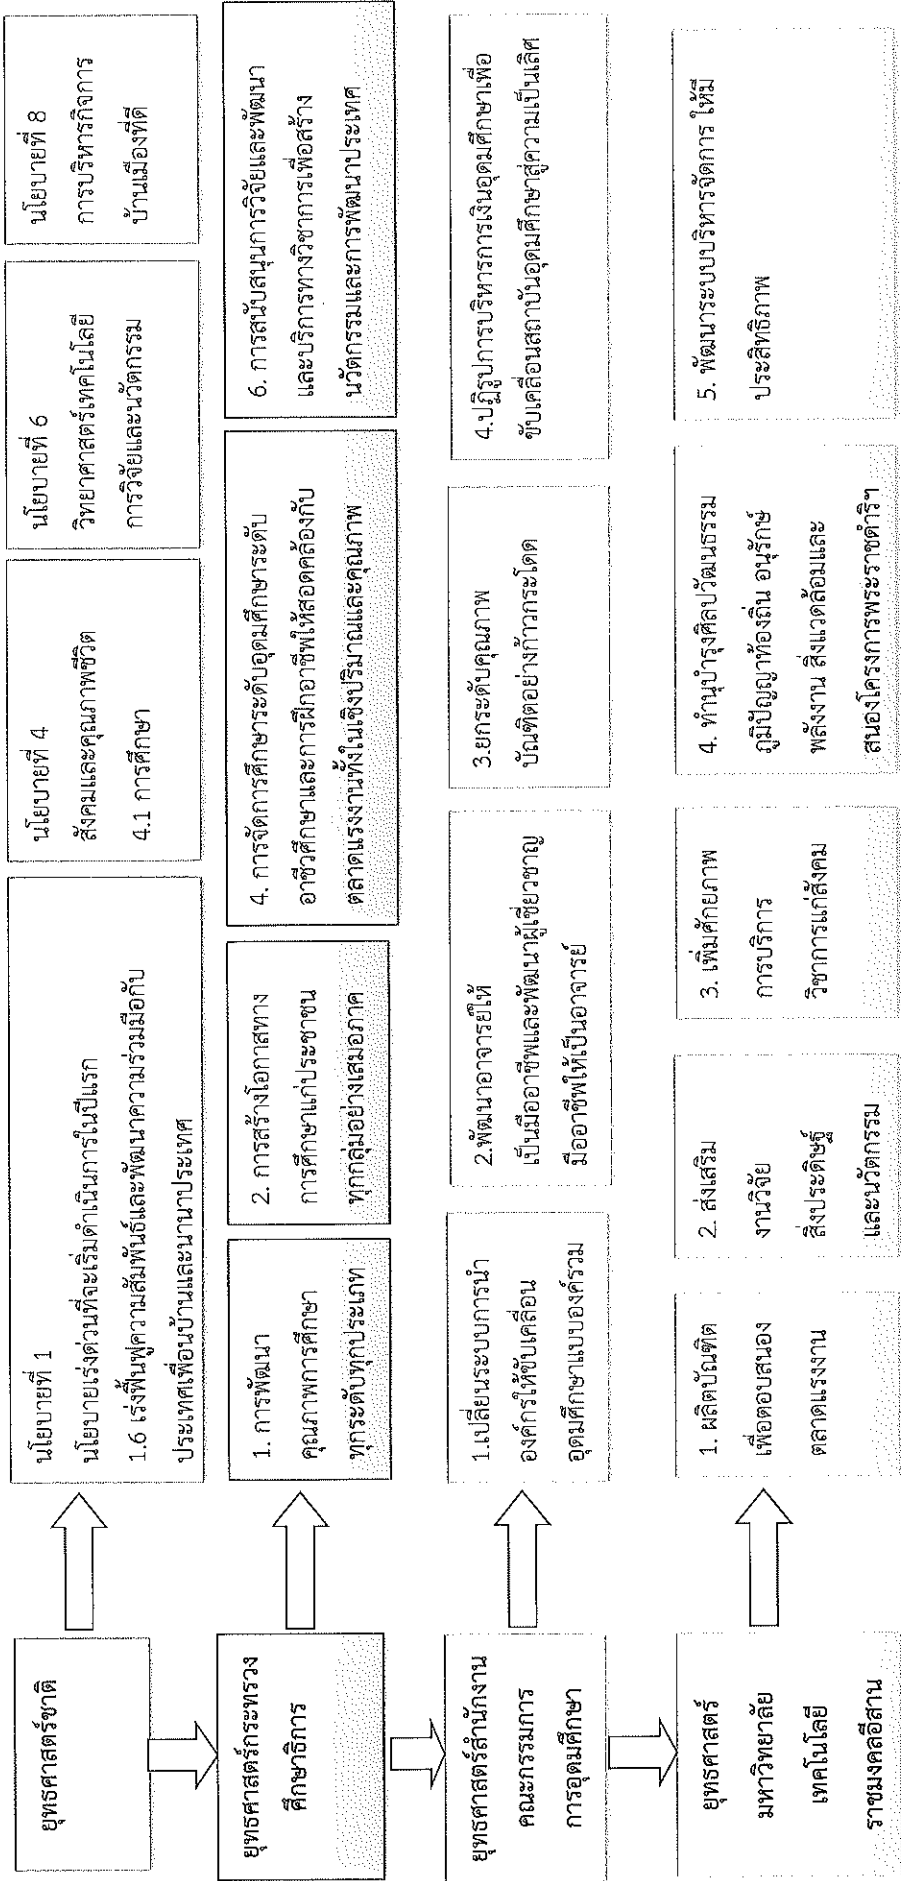 ยุทธศาสตร์ชาติ
นโยบายที่ 1
นโยบายเร่งด่วนที่จะเริ่มดำเนินการในปีแรก
1.6 เร่งฟื้นฟูความสัมพันธ์และพัฒนาความร่วมมือกับ
ประเทศเพื่อนบ้านและนานาประเทศ
นโยบายที่ 4
สังคมและคุณภาพชีวิต
4.1 การศึกษา
นโยบายที่ 6
วิทยาศาสตร์เทคโนโลยี
การวิจัยและนวัตกรรม
นโยบายที่ 8
การบริหารกิจการ
บ้านเมืองที่ดี
ยุทธศาสตร์กระทรวง
ศึกษาธิการ
1. การพัฒนา
คุณภาพการศึกษา
ทุกระดับทุกประเภท
2. การสร้างโอกาสทาง
การศึกษาแก่ประชาชน
ทุกกลุ่มอย่างเสมอภาค
4. การจัดการศึกษาระดับอุดมศึกษาระดับ
อาชีวศึกษาและการฝึกอาชีพให้สอดคล้องกับ
ตลาดแรงงานทั้งในเชิงปริมาณและคุณภาพ
6. การสนับสนุนการวิจัยและพัฒนา
และบริการทางวิชาการเพื่อสร้าง
นวัตกรรมและการพัฒนาประเทศ
ยุทธศาสตร์สำนักงาน
คณะกรรมการ
การอุดมศึกษา
1.เปลี่ยนระบบการนำ
องค์กรให้ขับเคลื่อน
อุดมศึกษาแบบองค์รวม
2.พัฒนาอาจารย์ให้
เป็นมืออาชีพและพัฒนาผู้เชี่ยวชาญ
มืออาชีพให้เป็นอาจารย์
3.ยกระดับคุณภาพ
บัณฑิตอย่างก้าวกระโดด
4.ปฏิรูปการบริหารการเงินอุดมศึกษาเพื่อ
ขับเคลื่อนสถาบันอุดมศึกษาสู่ความเป็นเลิศ
ยุทธศาสตร์
มหาวิทยาลัย
เทคโนโลยี
ราชมงคลอีสาน
1. ผลิตบัณฑิต
เพื่อตอบสนอง
ตลาดแรงงาน
2. ส่งเสริม
งานวิจัย
สิ่งประดิษฐ์
และนวัตกรรม
3. เพิ่มศักยภาพ
การบริการ
วิชาการแก่สังคม
4. ทำนุบำรุงศิลปวัฒนธรรม
ภูมิปัญญาท้องถิ่น อนุรักษ์
พลังงาน สิ่งแวดล้อมและ
สนองโครงการพระราชดำริฯ
5. พัฒนาระบบบริหารจัดการ ให้มี
ประสิทธิภาพ